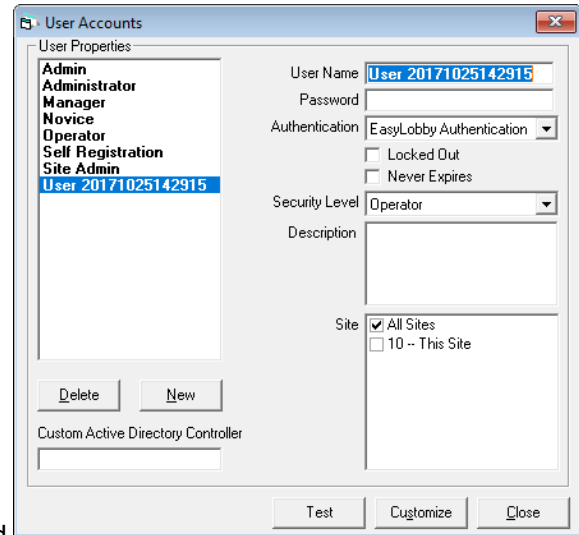 User Accounts
User Properties
Admin
Administrator
Manager
Novice
Operator
Self Registration
Site Admin
User 20171025142915
Delete
New
Custom Active Directory Controller
User Name
User 20171025142915
Password
Authentication
EasyLobby Authentication
Locked Out
Never Expires
Security Level
Operator
Description
Site
All Sites
10 -- This Site
Test
Customize
Close